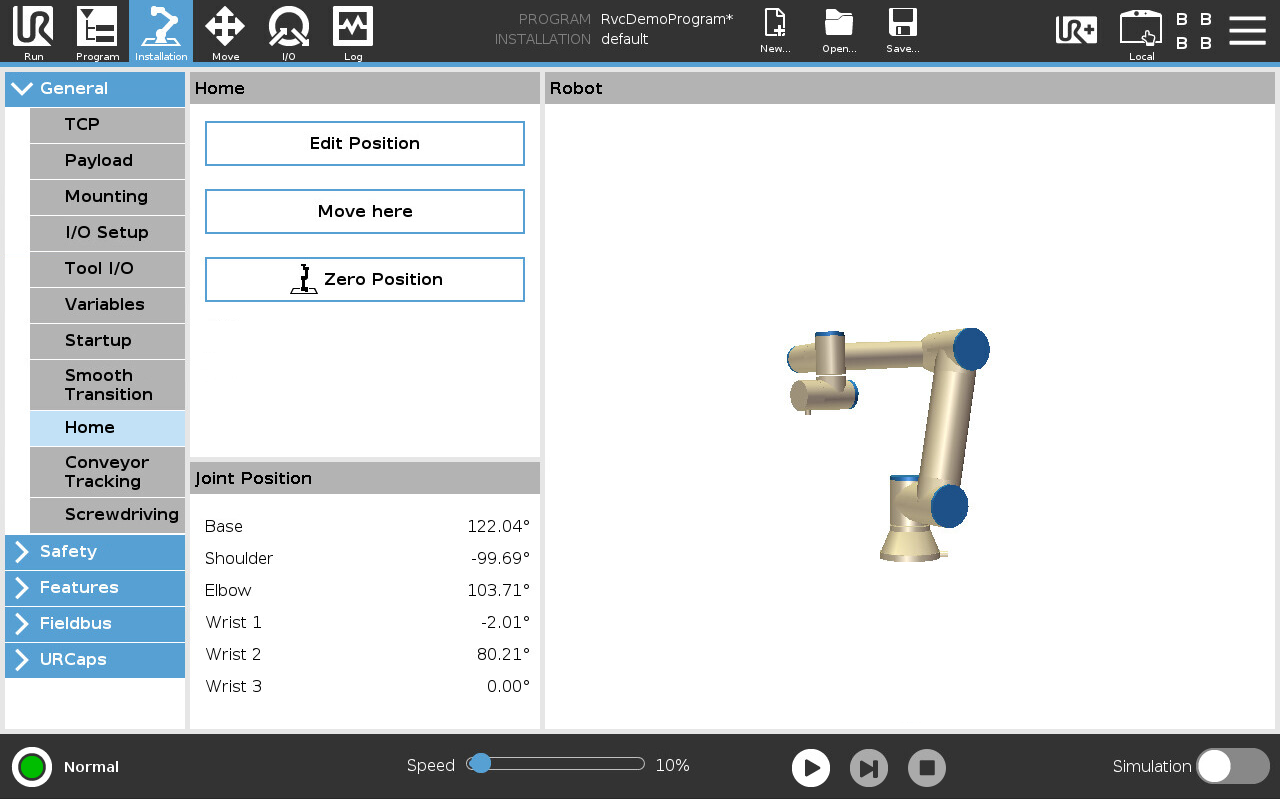 PROGRAM RvcDemoProgram*
INSTALLATION default
Run Program Installation Move I/O Log
New... Open... Save...
UR+
Local
B B
B B
General
TCP
Payload
Mounting
I/O Setup
Tool I/O
Variables
Startup
Smooth
Transition
Home
Conveyor
Tracking
Screwdriving
Safety
Features
Fieldbus
URCaps
Home
Edit Position
Move here
Zero Position
Joint Position
Base 122.04°
Shoulder -99.69°
Elbow 103.71°
Wrist 1 -2.01°
Wrist 2 80.21°
Wrist 3 0.00°
Robot
Normal
Speed 10%
Simulation